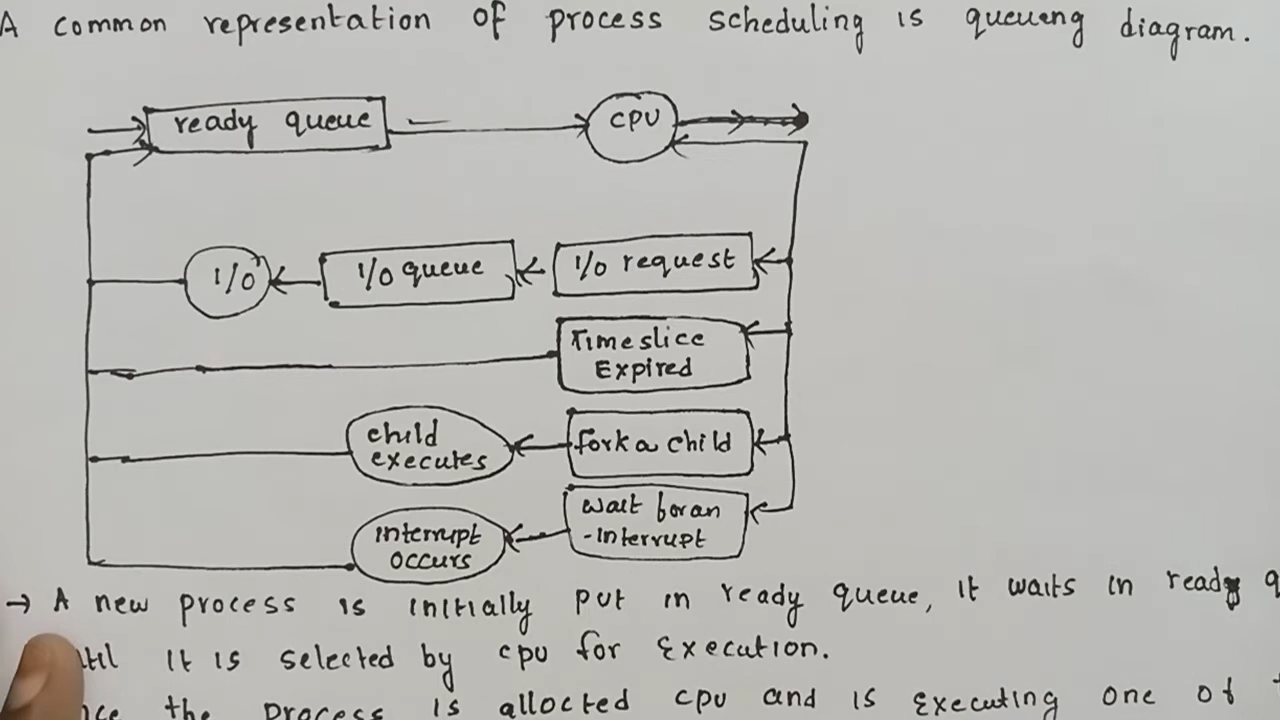 A common representation of process scheduling is queueng diagram.
ready queue
CPU
I/O
I/O queue
I/O request
Timeslice
Expired
child
executes
fork a child
interrupt
occurs
wait for an
-Interrupt
→ A new process is initially put in ready queue, it waits in ready q
it is selected by cpu for Execution.
the process is allocted cpu and is executing one of